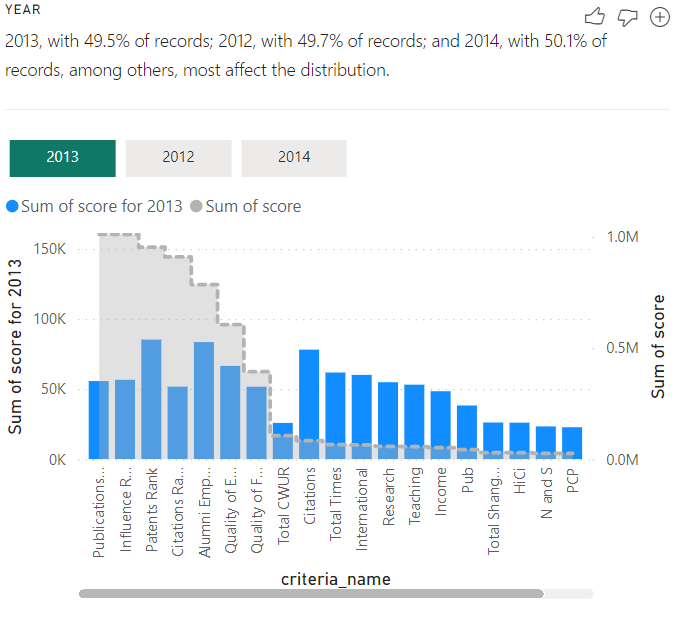 YEAR
2013, with 49.5% of records; 2012, with 49.7% of records; and 2014, with 50.1% of
records, among others, most affect the distribution.
2013
2012
2014
Sum of score for 2013
Sum of score
150K
100K
50K
0K
Sum of score for 2013
1.0M
0.5M
0.0M
Sum of score
Publications...
Influence R...
Patents Rank
Citations Ra...
Alumni Emp...
Quality of E...
Quality of F...
Total CWUR
Citations
Total Times
International
Research
Teaching
Income
Pub
Total Shang...
HiCi
N and S
PCP
criteria_name